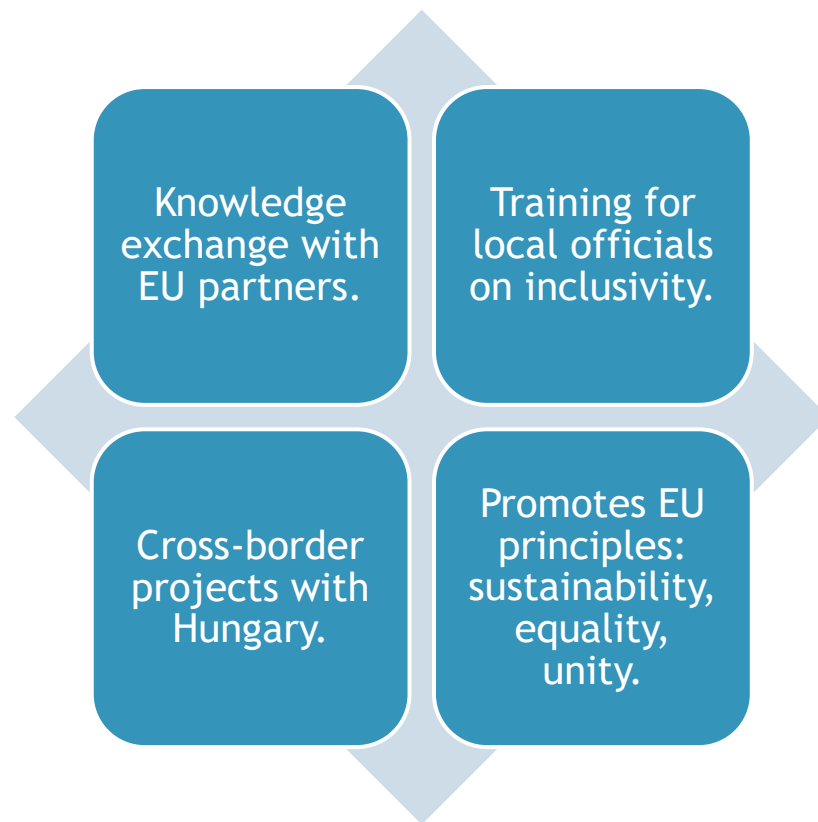 Knowledge
exchange with
EU partners.
Training for
local officials
on inclusivity.
Cross-border
projects with
Hungary.
Promotes EU
principles:
sustainability,
equality,
unity.